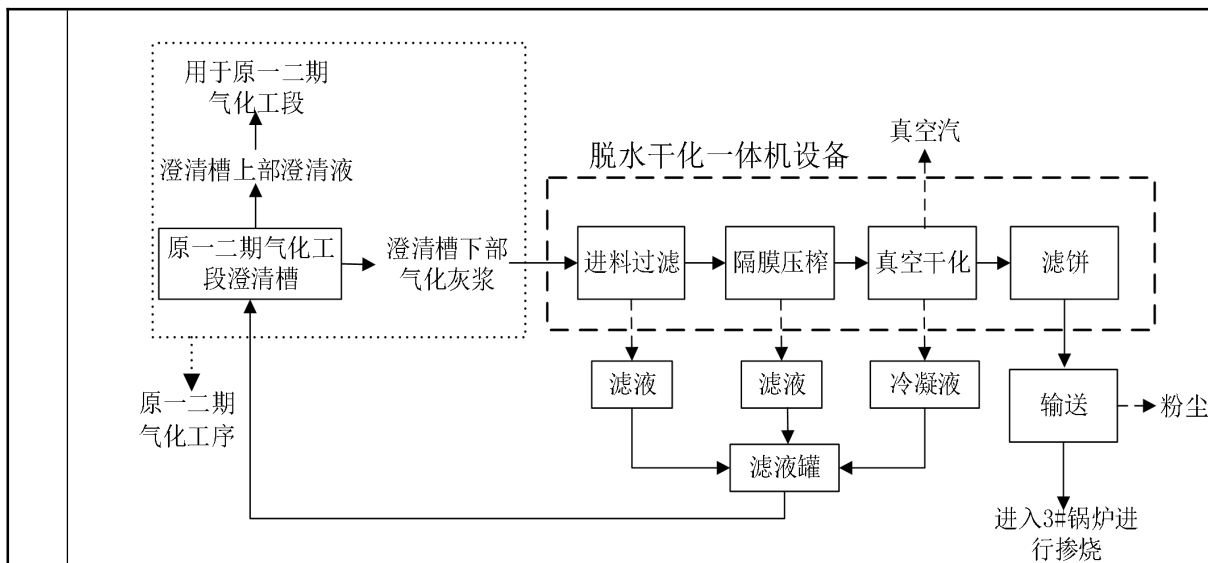 用于原一二期
气化工段
澄清槽上部澄清液
原一二期气化工
段澄清槽
澄清槽下部
气化灰浆
原一二期
气化工序
真空汽
脱水干化一体机设备
进料过滤
隔膜压榨
真空干化
滤饼
滤液
滤液
冷凝液
输送
粉尘
滤液罐
进入3#锅炉进
行掺烧